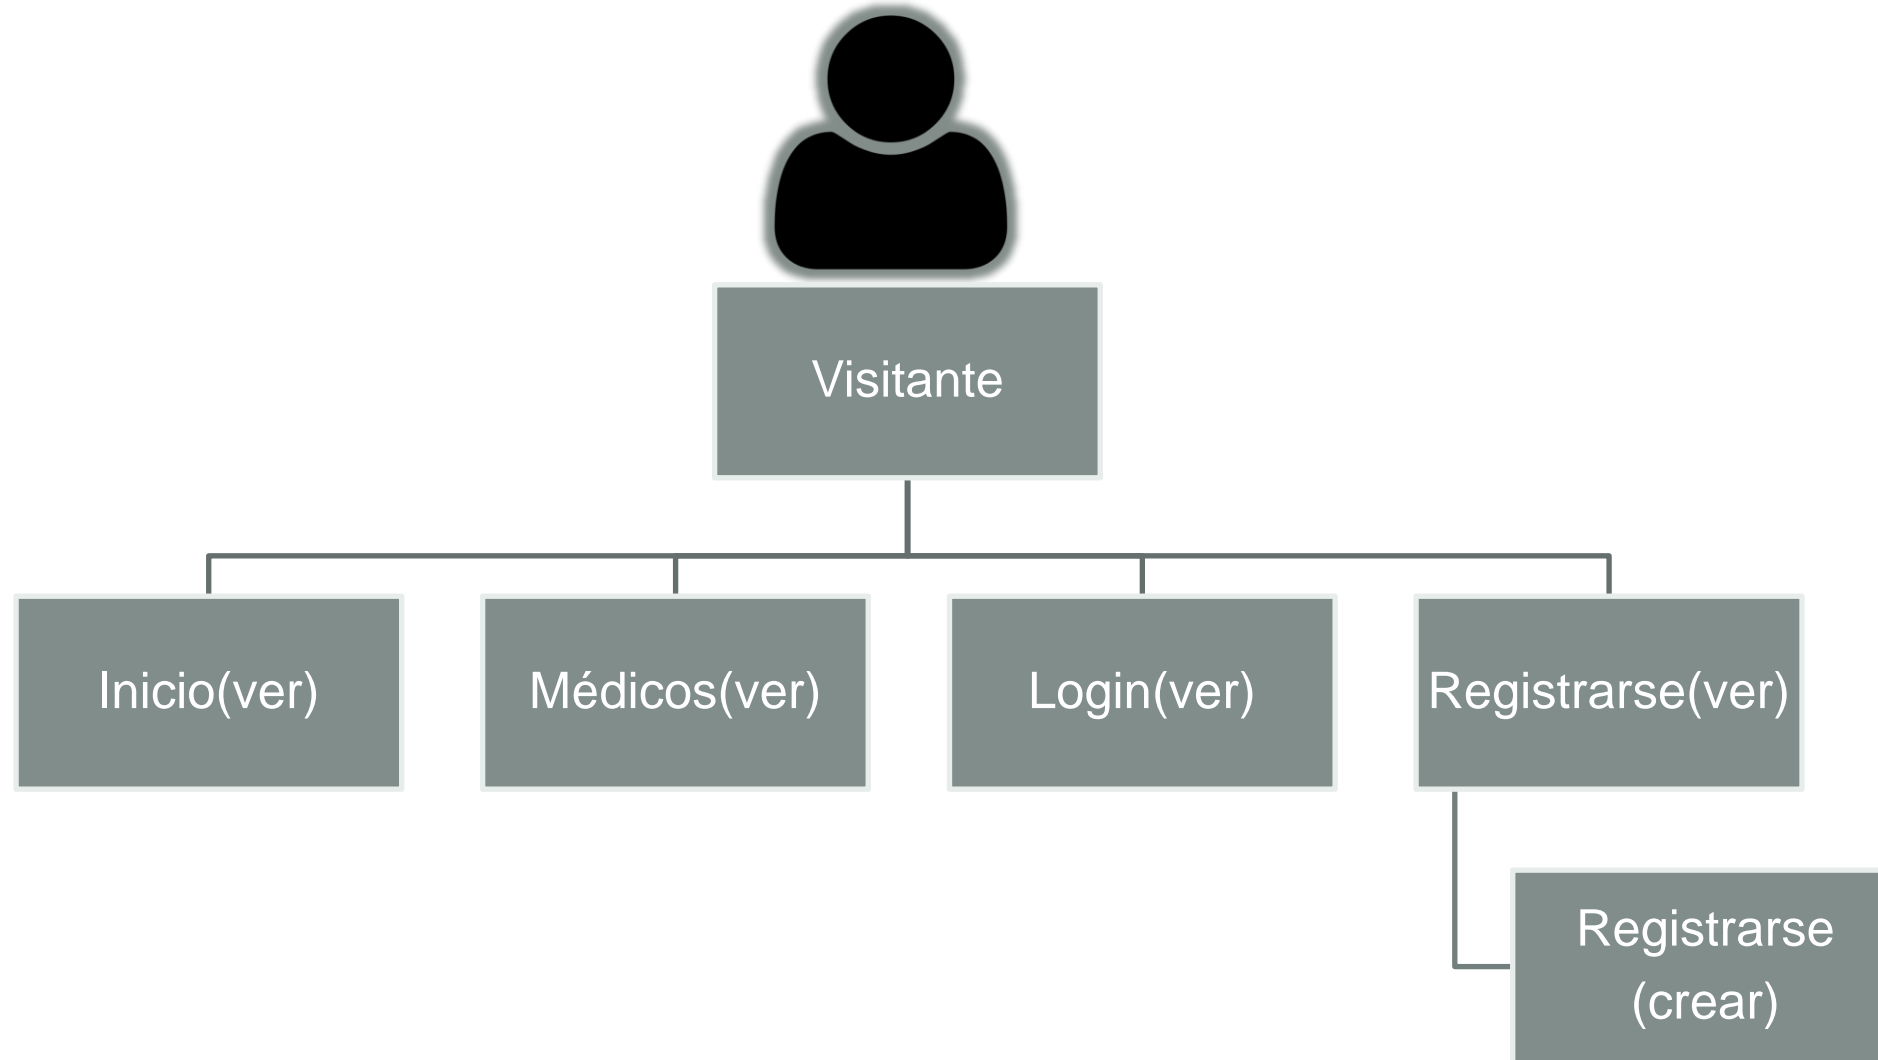 Visitante
Inicio(ver)
Médicos(ver)
Login(ver)
Registrarse(ver)
Registrarse
(crear)